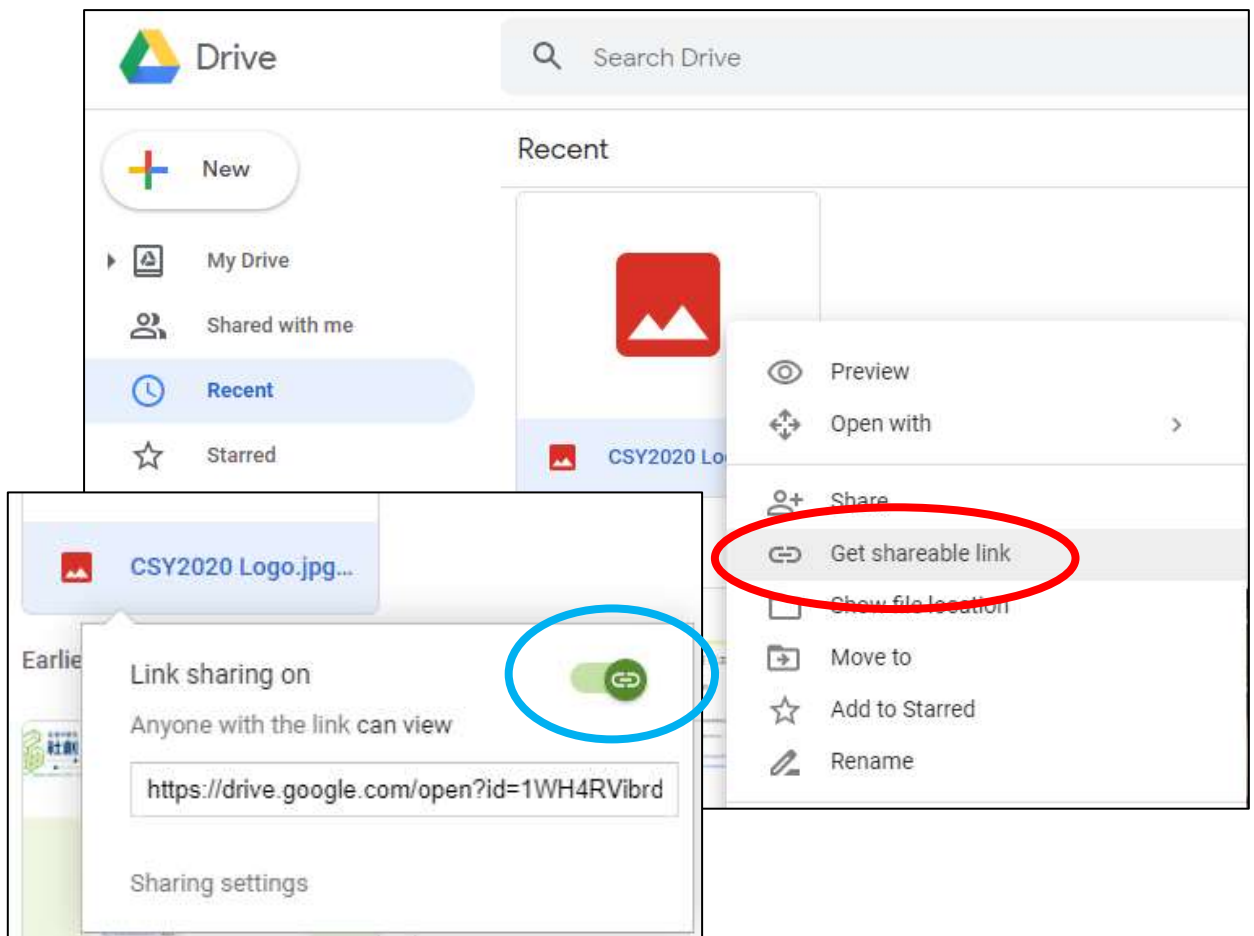 Drive
Search Drive
New
Recent
My Drive
Shared with me
Recent
Starred
CSY2020 Lo
Preview
Open with
Share
Get shareable link
Show file location
Move to
Add to Starred
Rename
CSY2020 Logo.jpg...
Earlie
Link sharing on
Anyone with the link can view
https://drive.google.com/open?id=1WH4RVibrd
Sharing settings
社創